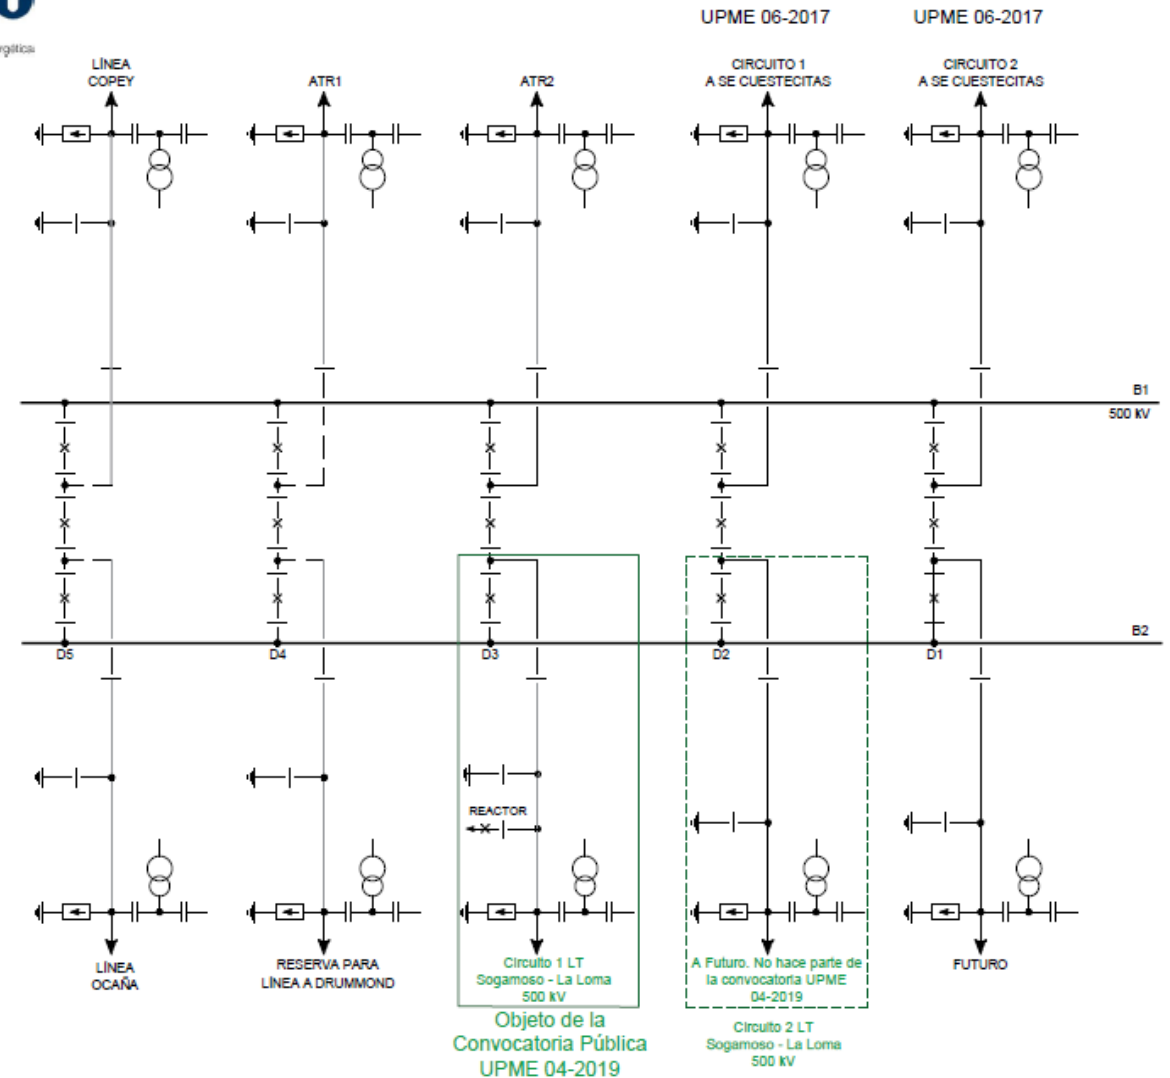 UPME 06-2017
UPME 06-2017
LÍNEA
COPEY
ATR1
ATR2
CIRCUITO 1
A SE CUESTECITAS
CIRCUITO 2
A SE CUESTECITAS
B1
500 kV
B2
D5
D4
D3
D2
D1
REACTOR
LÍNEA
OCAÑA
RESERVA PARA
LÍNEA A DRUMMOND
Circuito 1 LT
Sogamoso - La Loma
500 kV
A Futuro. No hace parte de
la convocatoria UPME
04-2019
FUTURO
Objeto de la
Convocatoria Pública
UPME 04-2019
Circuito 2 LT
Sogamoso - La Loma
500 kV